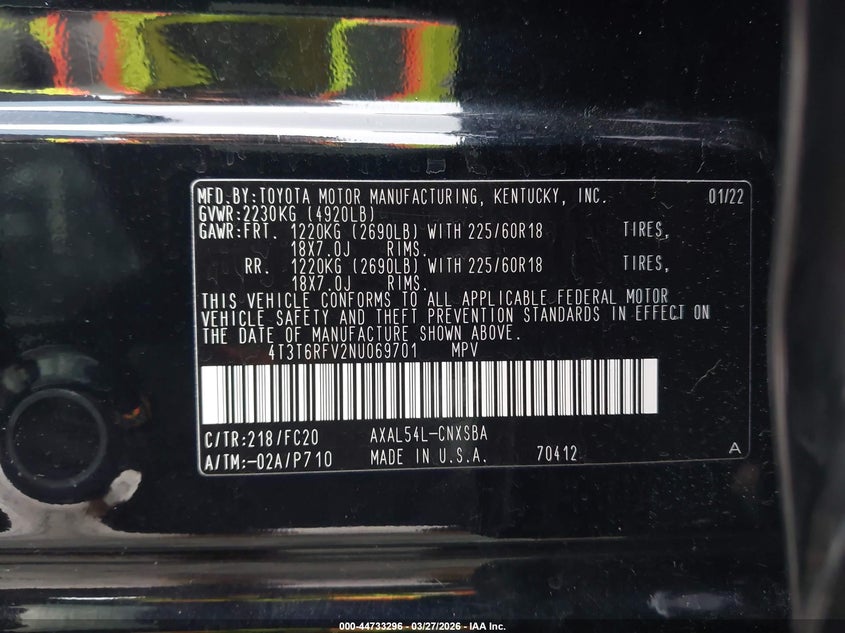 MFD.BY:TOYOTA MOTOR MANUFACTURING, KENTUCKY, INC. 01/22
GVWR:2230KG (4920LB)
GAWR:FRT. 1220KG (2690LB) WITH 225/60R18 TIRES,
18X7.0J RIMS.
RR. 1220KG (2690LB) WITH 225/60R18 TIRES,
18X7.0J RIMS.
THIS VEHICLE CONFORMS TO ALL APPLICABLE FEDERAL MOTOR
VEHICLE SAFETY AND THEFT PREVENTION STANDARDS IN EFFECT ON
THE DATE OF MANUFACTURE SHOWN ABOVE.
4T3T6RFV2NU069701 MPV
C/TR:218/FC20 AXAL54L-CNXSBA
A/TM:-02A/P710 MADE IN U.S.A. 70412 A
000-44733296 - 03/27/2026 - IAA Inc.